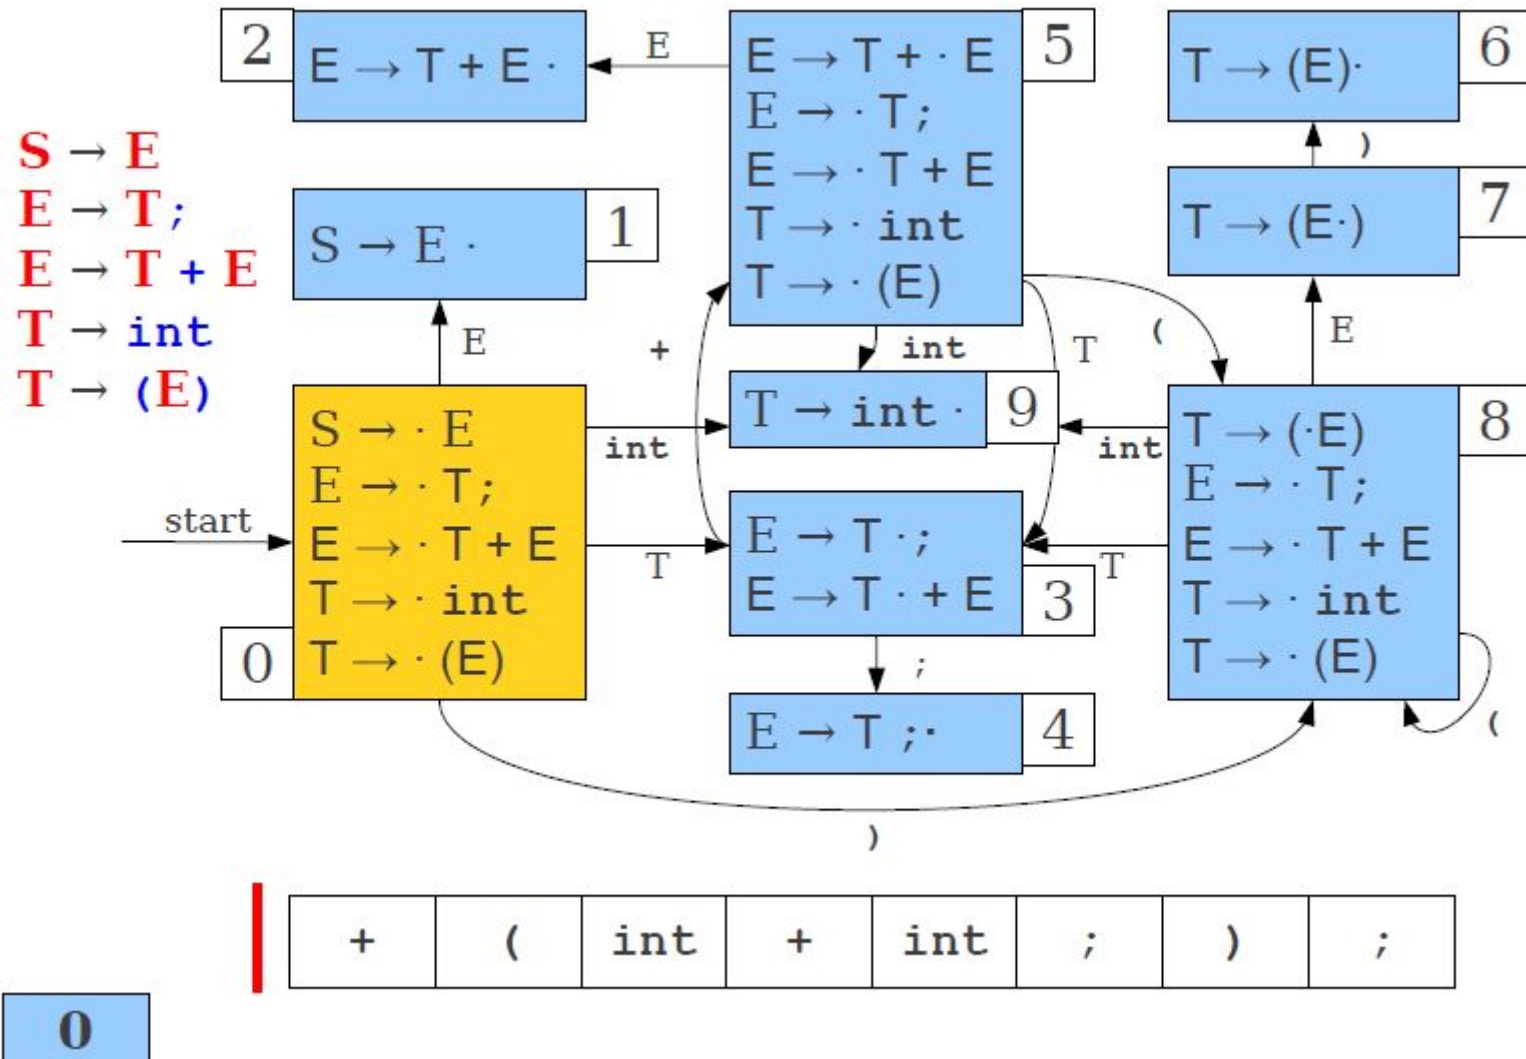 S → E
E → T ;
E → T + E
T → int
T → (E)
2
E → T + E ·
E
5
E → T + · E
E → · T ;
E → · T + E
T → · int
T → · (E)
6
T → (E)·
)
7
T → (E·)
1
S → E ·
E
+
int
T
(
E
0
S → · E
E → · T ;
E → · T + E
T → · int
T → · (E)
start
int
T
9
T → int ·
int
T
3
E → T · ;
E → T · + E
;
4
E → T ; ·
8
T → (·E)
E → · T ;
E → · T + E
T → · int
T → · (E)
(
)
+ ( int + int ; ) ;
0